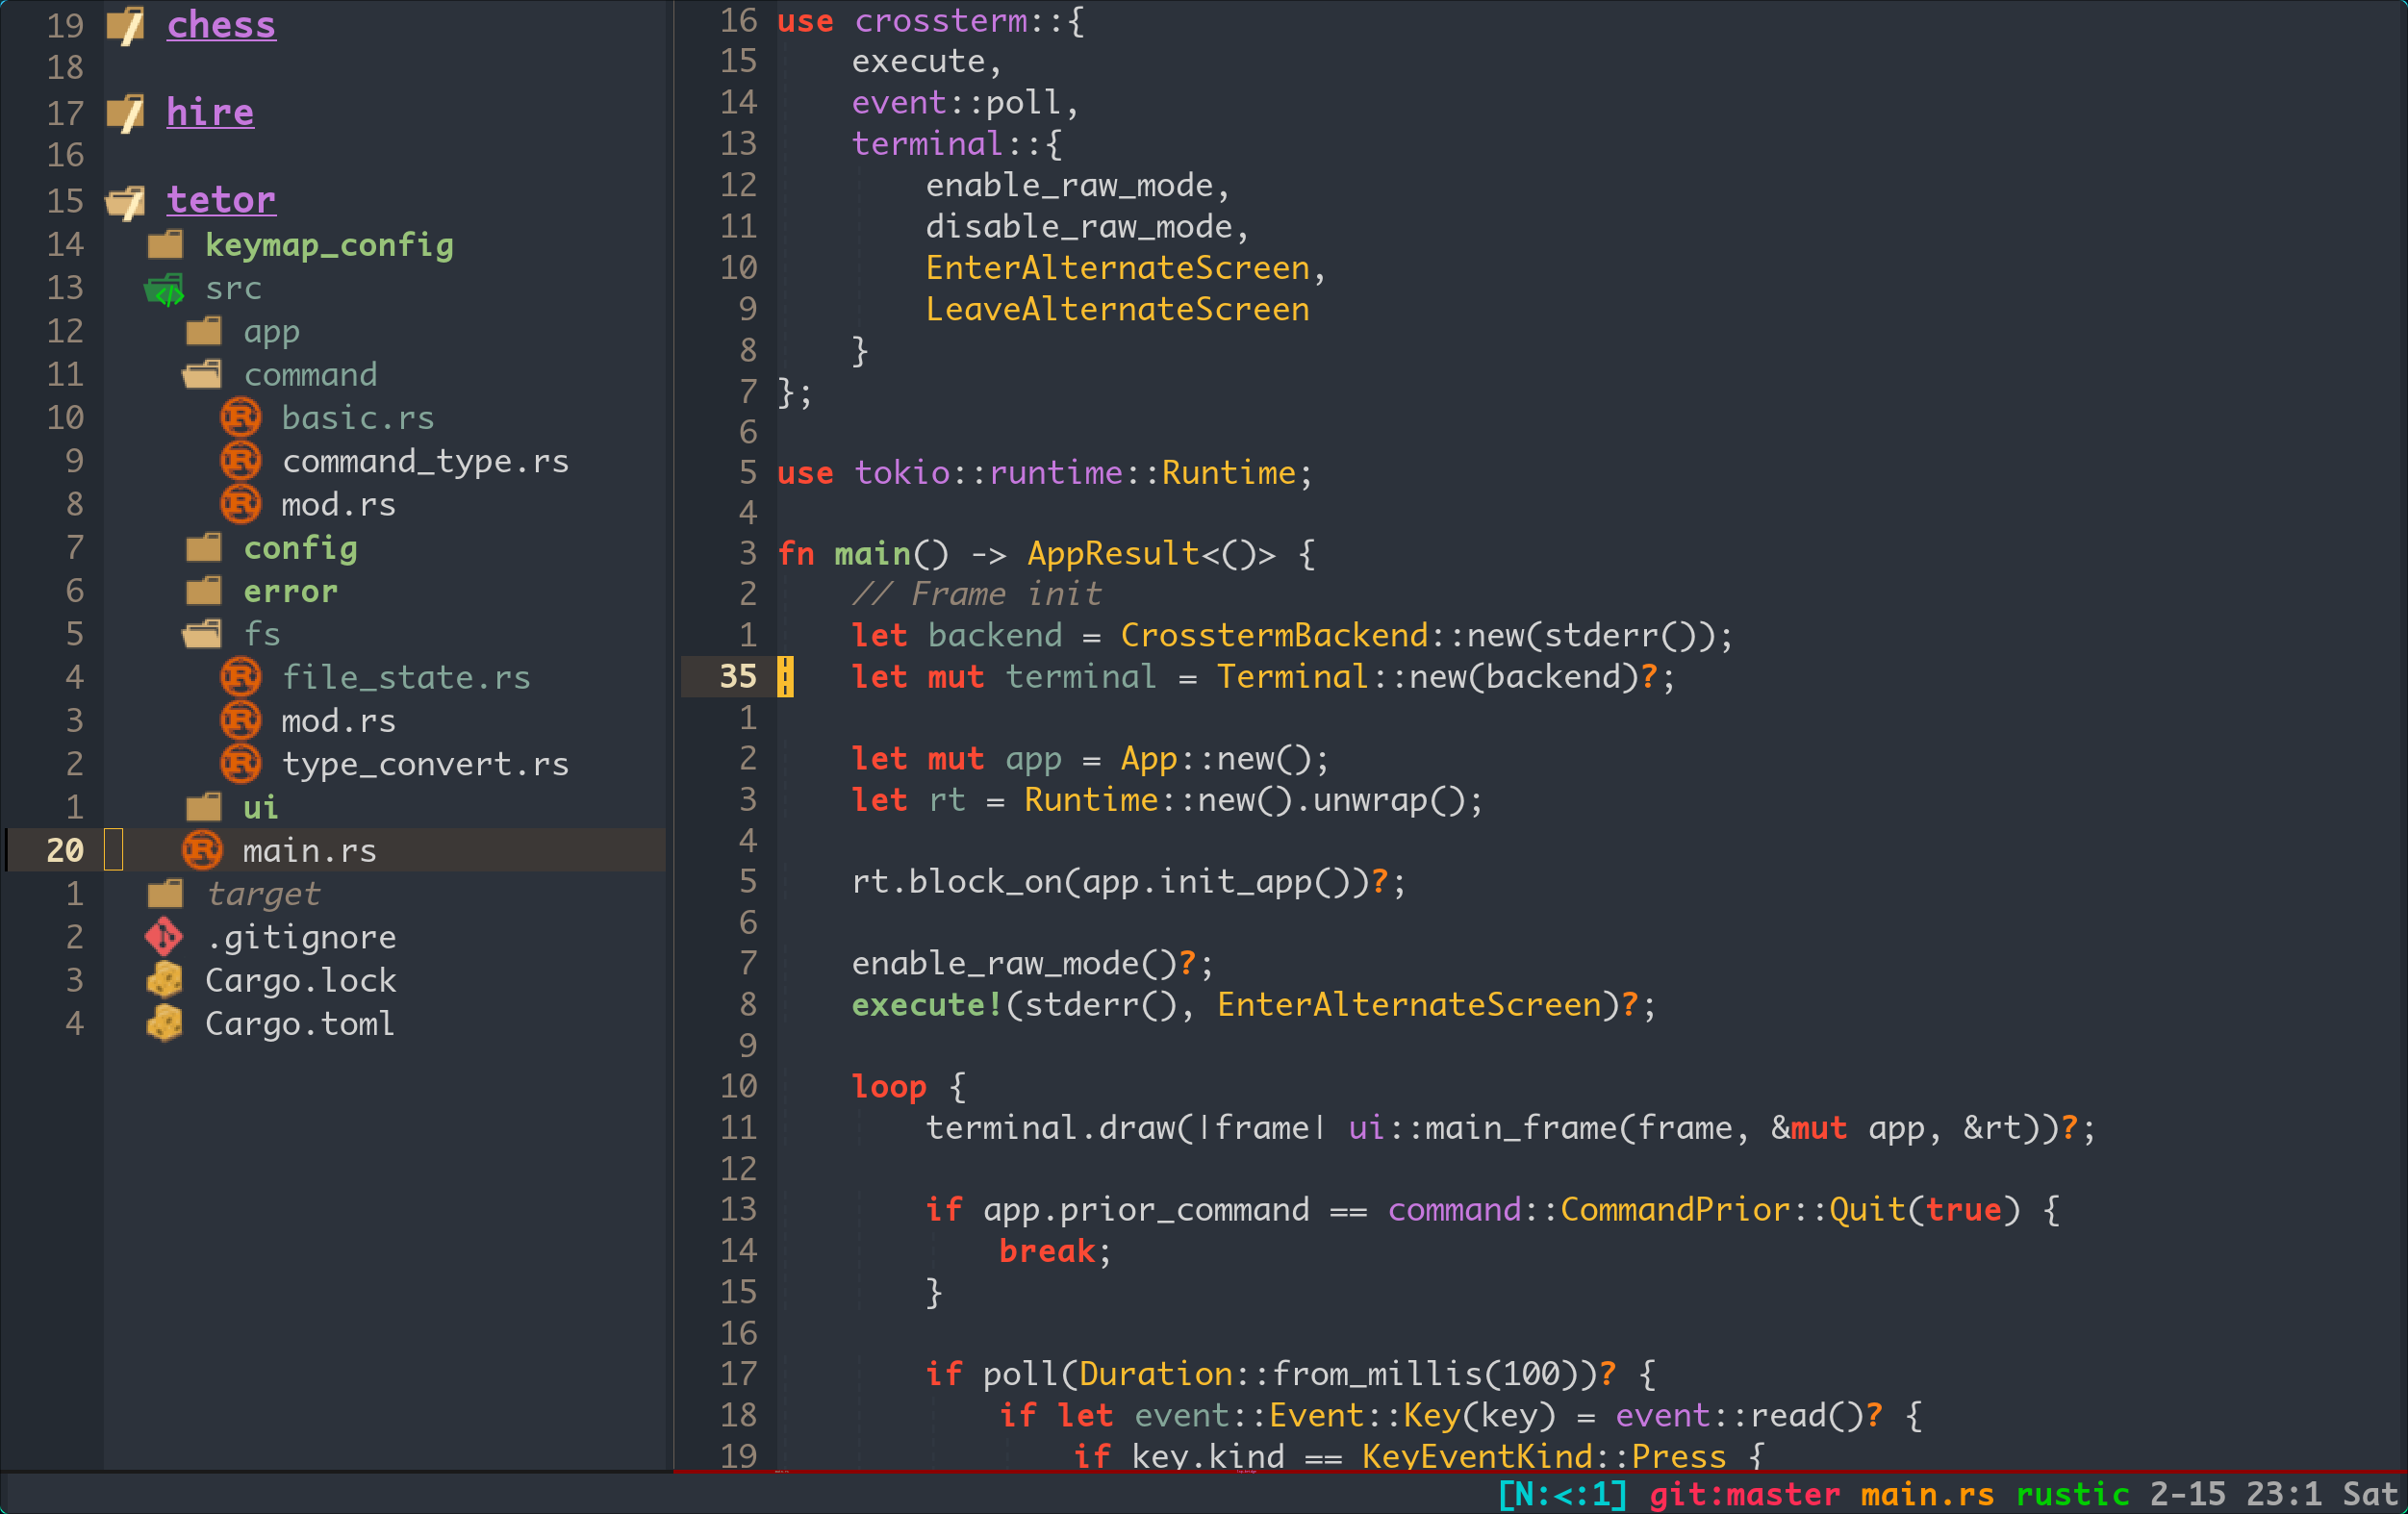 19 chess
18
17 hire
16
15 tetor
14 keymap_config
13 src
12 app
11 command
10 basic.rs
9 command_type.rs
8 mod.rs
7 config
6 error
5 fs
4 file_state.rs
3 mod.rs
2 type_convert.rs
1 ui
20 main.rs
1 target
2 .gitignore
3 Cargo.lock
4 Cargo.toml
16 use crossterm::{
15     execute,
14     event::poll,
13     terminal::{
12         enable_raw_mode,
11         disable_raw_mode,
10         EnterAlternateScreen,
9         LeaveAlternateScreen
8     }
7 };
6
5 use tokio::runtime::Runtime;
4
3 fn main() -> AppResult<()> {
2     // Frame init
1     let backend = CrosstermBackend::new(stderr());
35     let mut terminal = Terminal::new(backend)?;
1
2     let mut app = App::new();
3     let rt = Runtime::new().unwrap();
4
5     rt.block_on(app.init_app())?;
6
7     enable_raw_mode()?;
8     execute!(stderr(), EnterAlternateScreen)?;
9
10     loop {
11         terminal.draw(|frame| ui::main_frame(frame, &mut app, &rt))?;
12
13         if app.prior_command == command::CommandPrior::Quit(true) {
14             break;
15         }
16
17         if poll(Duration::from_millis(100))? {
18             if let event::Event::Key(key) = event::read()? {
19                 if key.kind == KeyEventKind::Press {
[N:<:1] git:master main.rs rustic 2-15 23:1 Sat